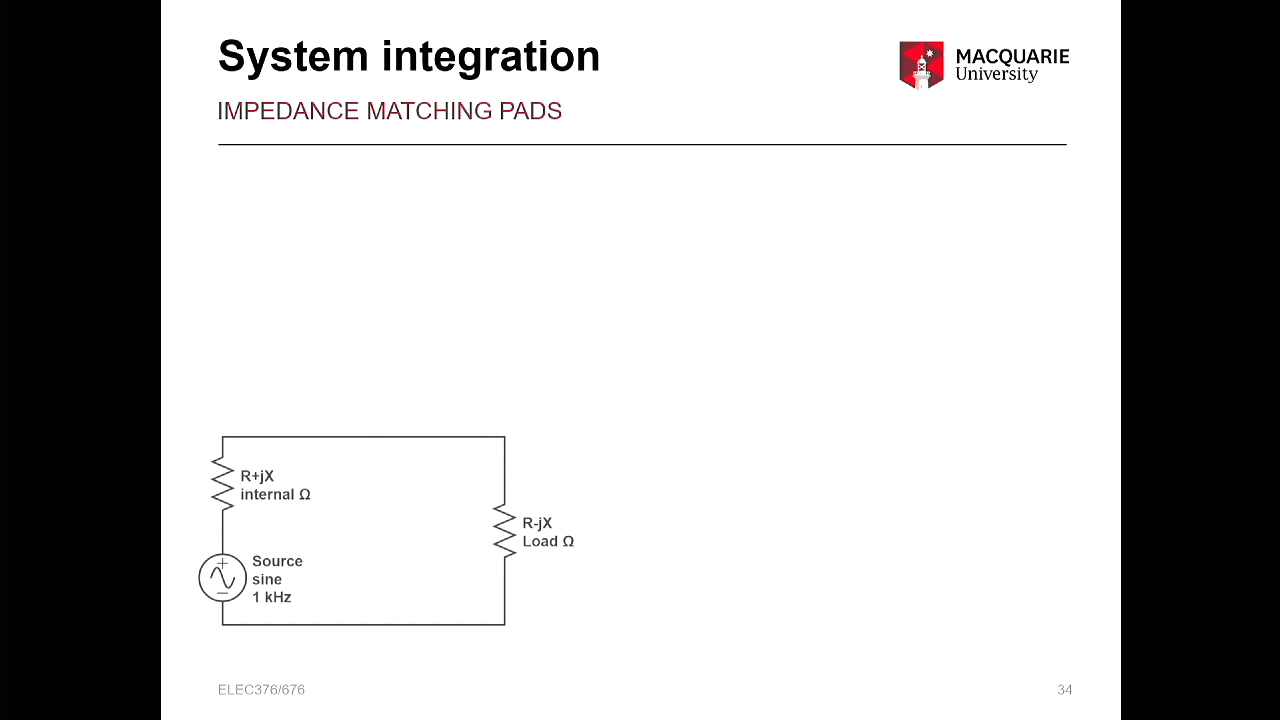 System integration
MACQUARIE
University
IMPEDANCE MATCHING PADS
R+jX
internal Ω
R-jX
Load Ω
Source
sine
1 kHz
ELEC376/676
34